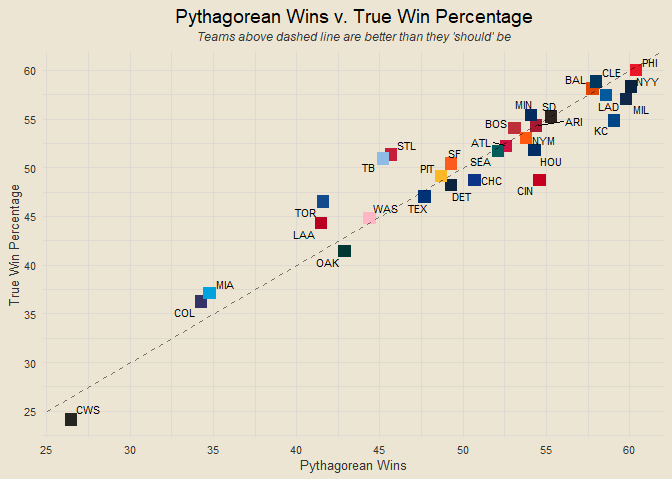 Pythagorean Wins v. True Win Percentage
Teams above dashed line are better than they 'should' be
True Win Percentage
60
55
50
45
40
35
30
25
PHI
CLE
BAL
NYY
LAD
MIL
MIN
SD
ARI
KC
BOS
ATL
NYM
STL
SF
SEA
HOU
TB
PIT
CHC
CIN
DET
TOR
WAS
TEX
LAA
OAK
MIA
COL
CWS
25
30
35
40
45
50
55
60
Pythagorean Wins